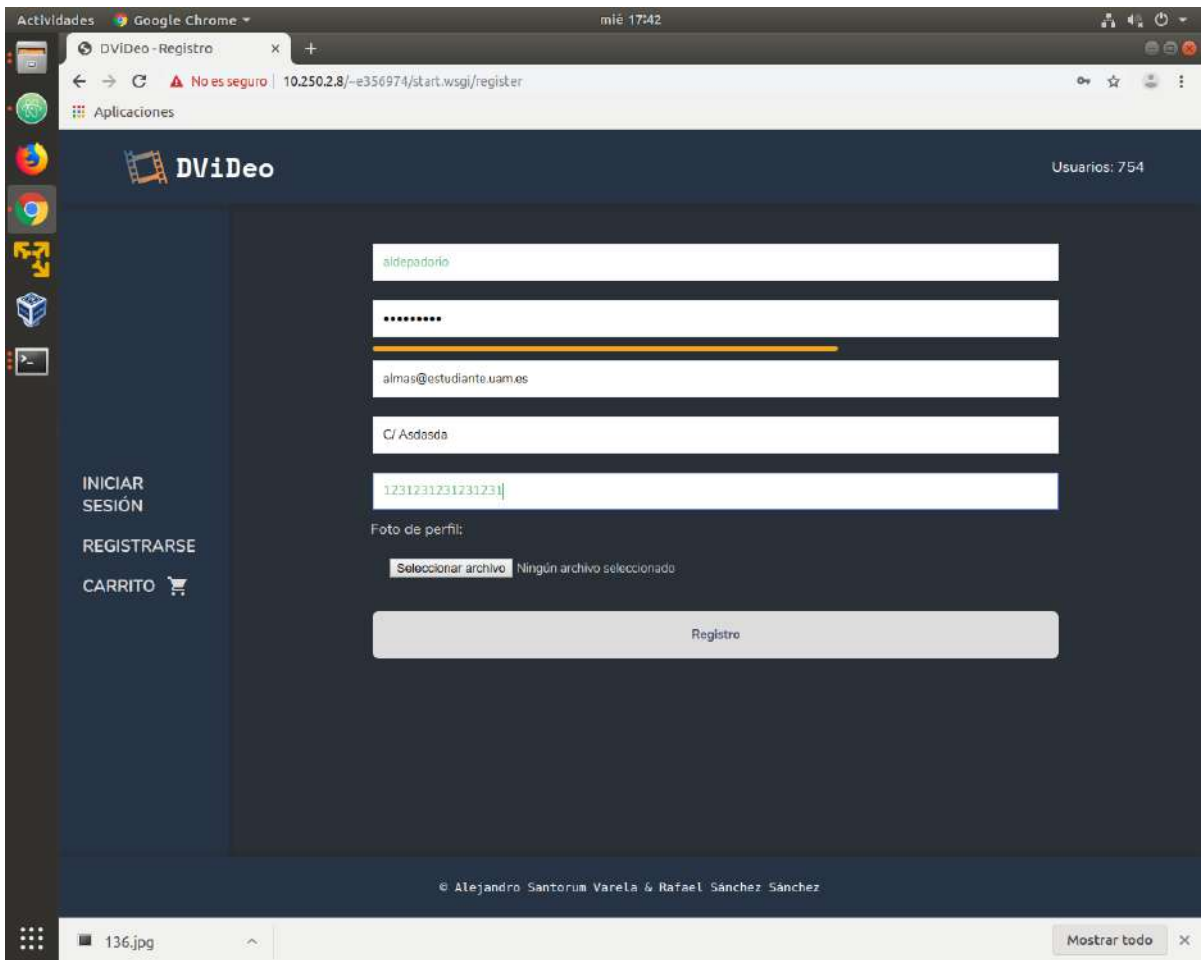 Actividades Google Chrome mié 17:42
DViDeo - Registro
No es seguro 10.250.2.8/~e356974/start.wsgi/register
Aplicaciones
DViDeo Usuarios: 754
aldepadorio
•••••••••
almas@estudiante.uam.es
C/ Asdasda
1231231231231231
INICIAR
SESIÓN
REGISTRARSE
CARRITO
Foto de perfil:
Seleccionar archivo Ningún archivo seleccionado
Registro
© Alejandro Santorum Varela & Rafael Sánchez Sánchez
136.jpg Mostrar todo